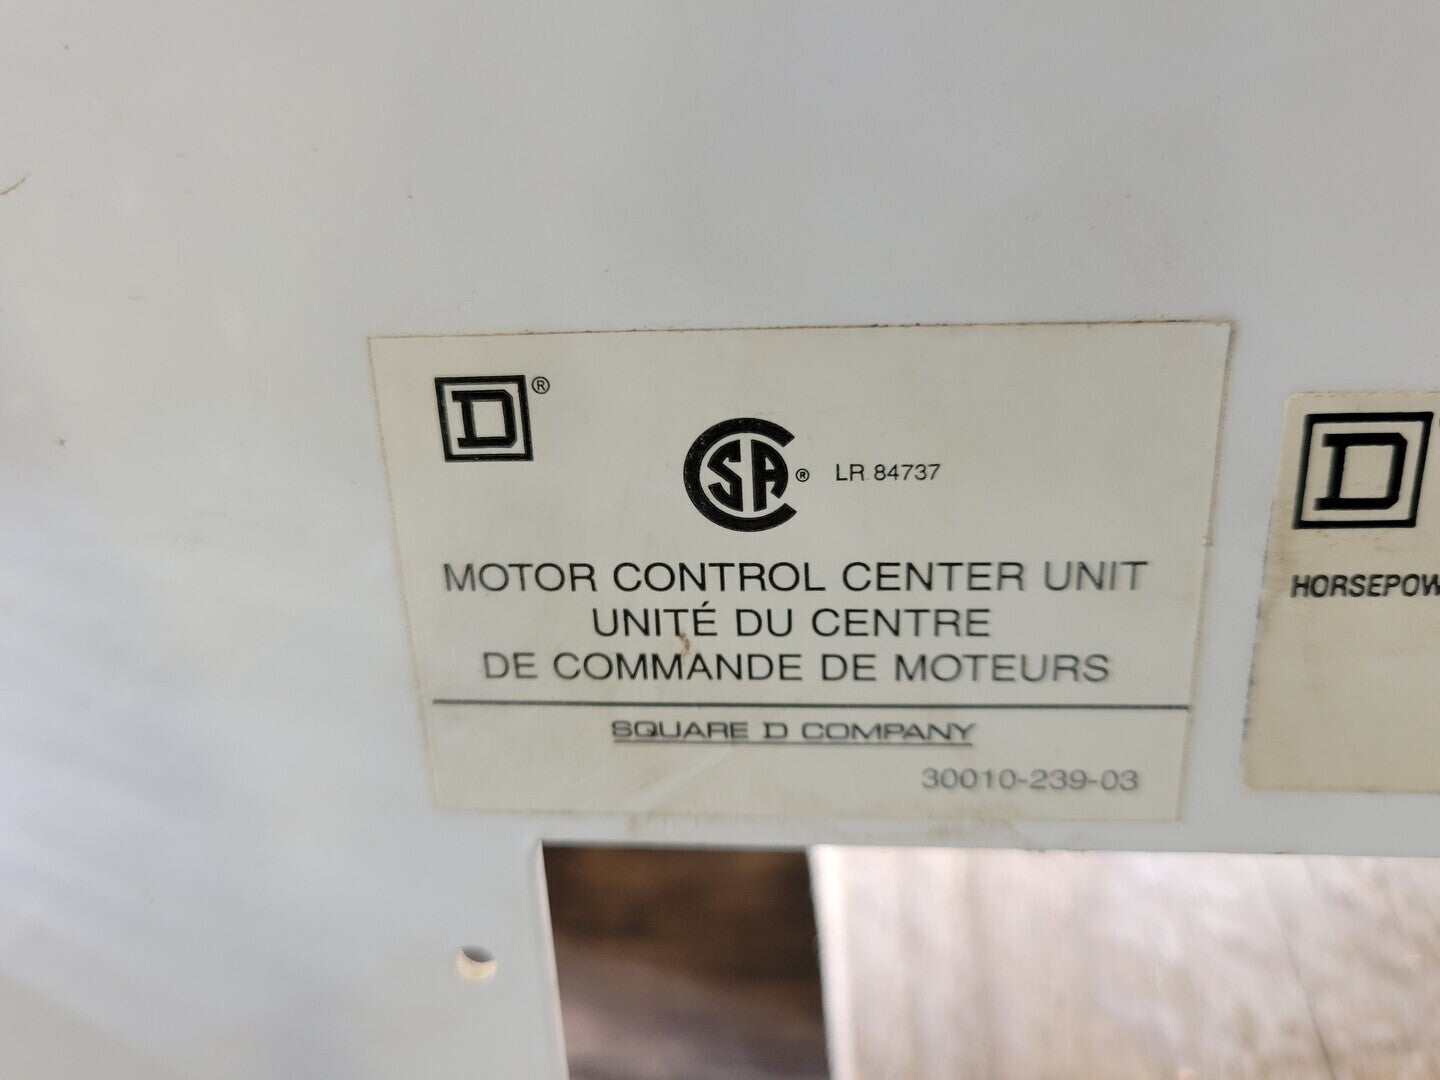 D®
CSA® LR 84737
MOTOR CONTROL CENTER UNIT
UNITÉ DU CENTRE
DE COMMANDE DE MOTEURS
SQUARE D COMPANY
30010-239-03
D
HORSEPOW